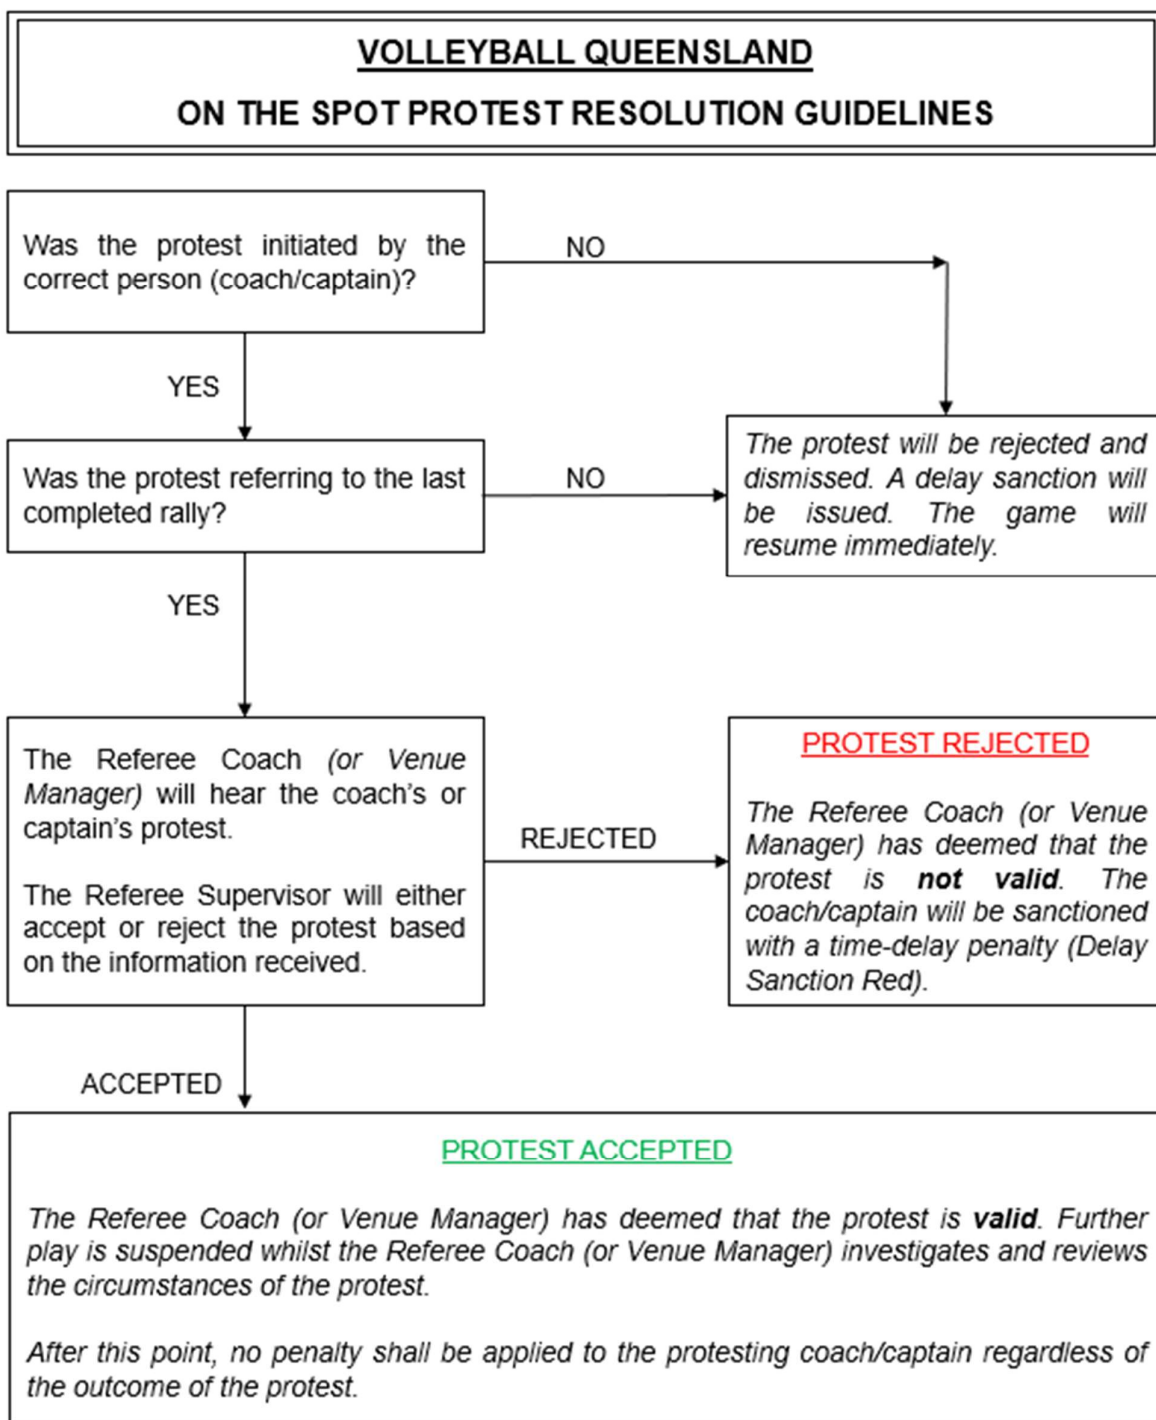 VOLLEYBALL QUEENSLAND
ON THE SPOT PROTEST RESOLUTION GUIDELINES
Was the protest initiated by the
correct person (coach/captain)?
NO
YES
Was the protest referring to the last
completed rally?
NO
The protest will be rejected and
dismissed. A delay sanction will
be issued. The game will
resume immediately.
YES
The Referee Coach (or Venue
Manager) will hear the coach's or
captain's protest.
The Referee Supervisor will either
accept or reject the protest based
on the information received.
REJECTED
PROTEST REJECTED
The Referee Coach (or Venue
Manager) has deemed that the
protest is not valid. The
coach/captain will be sanctioned
with a time-delay penalty (Delay
Sanction Red).
ACCEPTED
PROTEST ACCEPTED
The Referee Coach (or Venue Manager) has deemed that the protest is valid. Further
play is suspended whilst the Referee Coach (or Venue Manager) investigates and reviews
the circumstances of the protest.
After this point, no penalty shall be applied to the protesting coach/captain regardless of
the outcome of the protest.